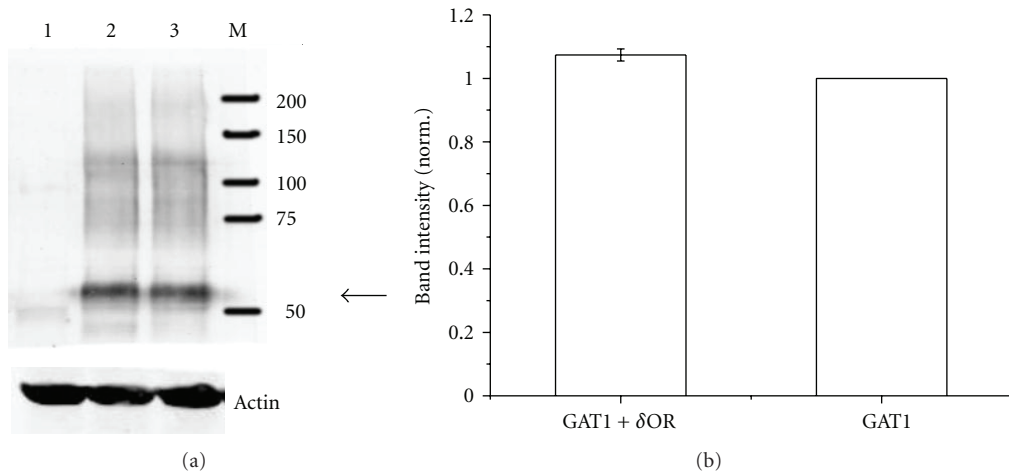 1 2 3 M
200
150
100
75
50
Actin
(a)
Band intensity (norm.)
1.2
1
0.8
0.6
0.4
0.2
0
GAT1 + δOR GAT1
(b)